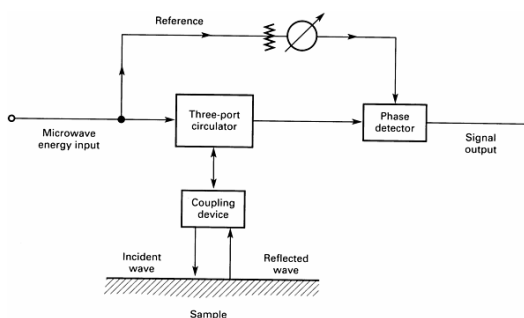 Reference
Three-port
circulator
Phase
detector
Microwave
energy input
Signal
output
Coupling
device
Incident
wave
Reflected
wave
Sample